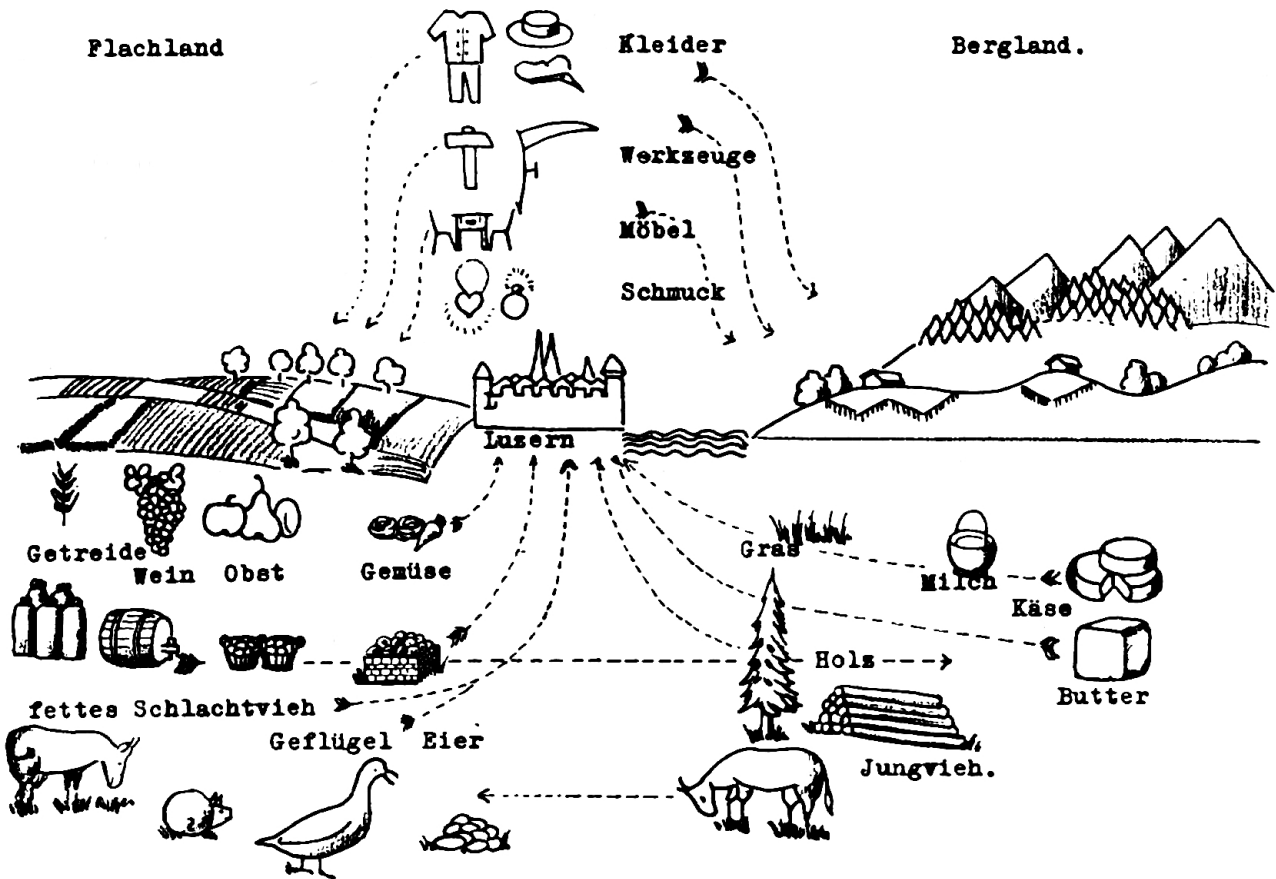 Flachland
Bergland.
Kleider
Werkzeuge
Möbel
Schmuck
Luzern
Getreide
Wein
Obst
Gemüse
Gras
Milch
Käse
Holz
Butter
fettes Schlachtvieh
Geflügel Eier
Jungvieh.